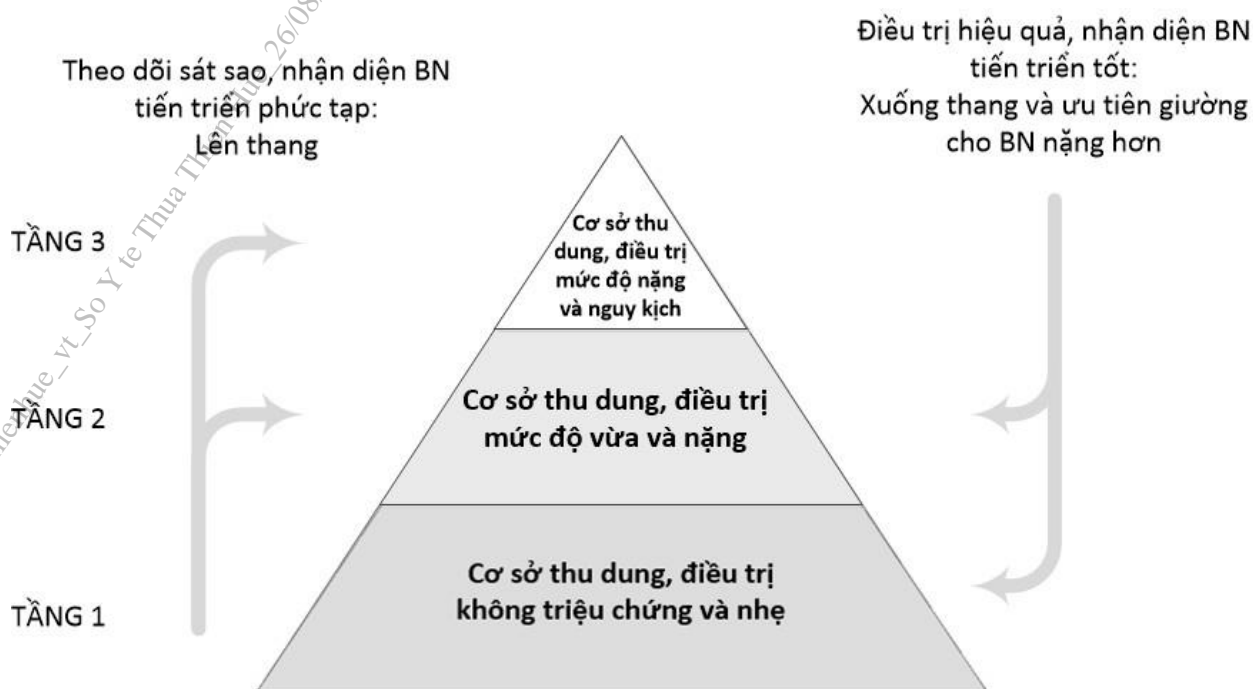 Theo dõi sát sao, nhận diện BN
tiến triển phức tạp:
Lên thang
Điều trị hiệu quả, nhận diện BN
tiến triển tốt:
Xuống thang và ưu tiên giường
cho BN nặng hơn
TẦNG 3
Cơ sở thu
dung, điều trị
mức độ nặng
và nguy kịch
TẦNG 2
Cơ sở thu dung, điều trị
mức độ vừa và nặng
TẦNG 1
Cơ sở thu dung, điều trị
không triệu chứng và nhẹ